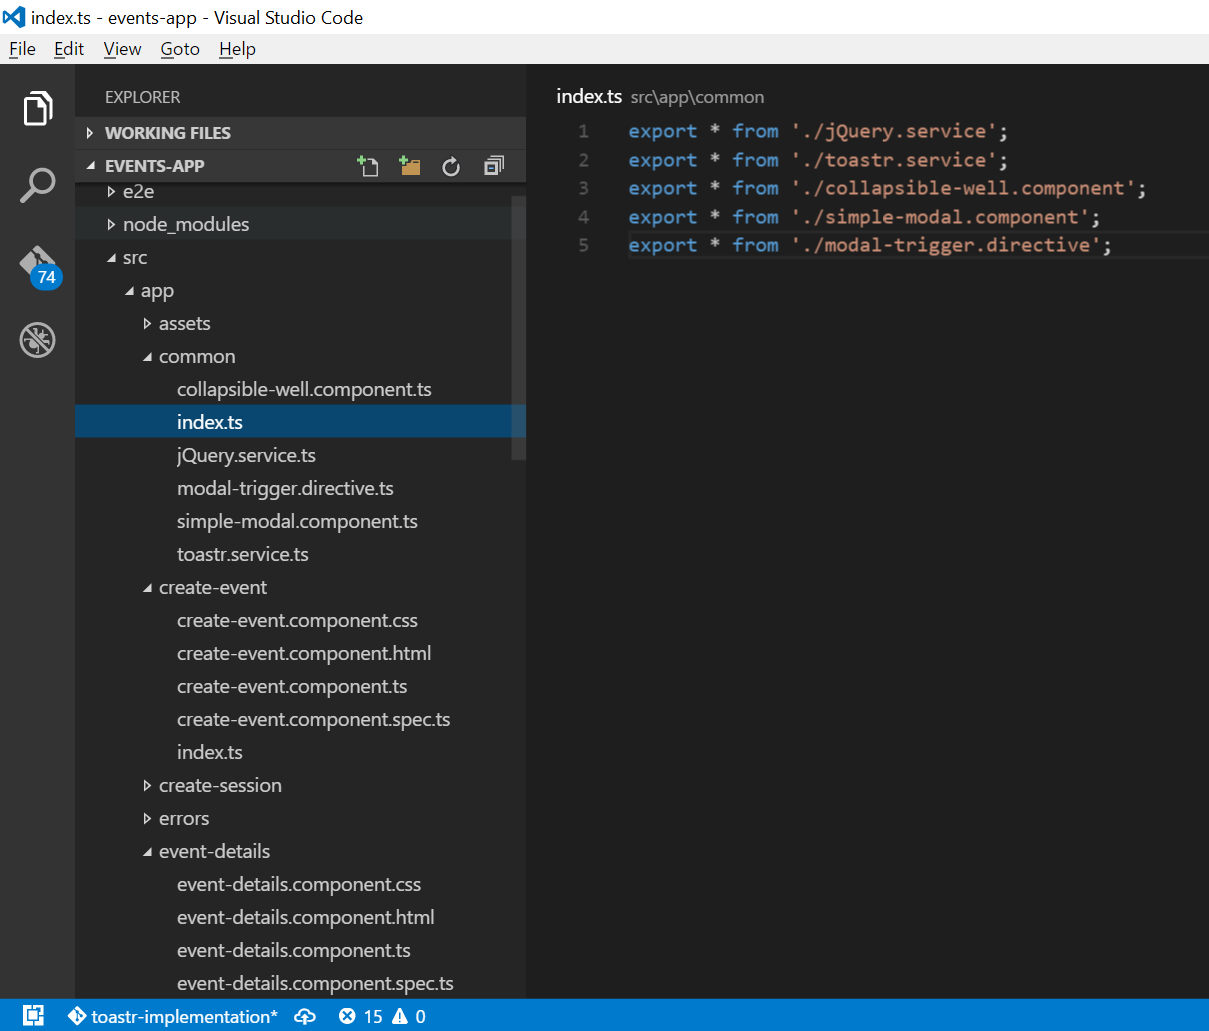 index.ts - events-app - Visual Studio Code
File Edit View Goto Help
EXPLORER
WORKING FILES
EVENTS-APP
e2e
node_modules
src
app
assets
common
collapsible-well.component.ts
index.ts
jQuery.service.ts
modal-trigger.directive.ts
simple-modal.component.ts
toastr.service.ts
create-event
create-event.component.css
create-event.component.html
create-event.component.ts
create-event.component.spec.ts
index.ts
create-session
errors
event-details
event-details.component.css
event-details.component.html
event-details.component.ts
event-details.component.spec.ts
74
index.ts src\app\common
1 export * from './jQuery.service';
2 export * from './toastr.service';
3 export * from './collapsible-well.component';
4 export * from './simple-modal.component';
5 export * from './modal-trigger.directive';
toastr-implementation* 15 0